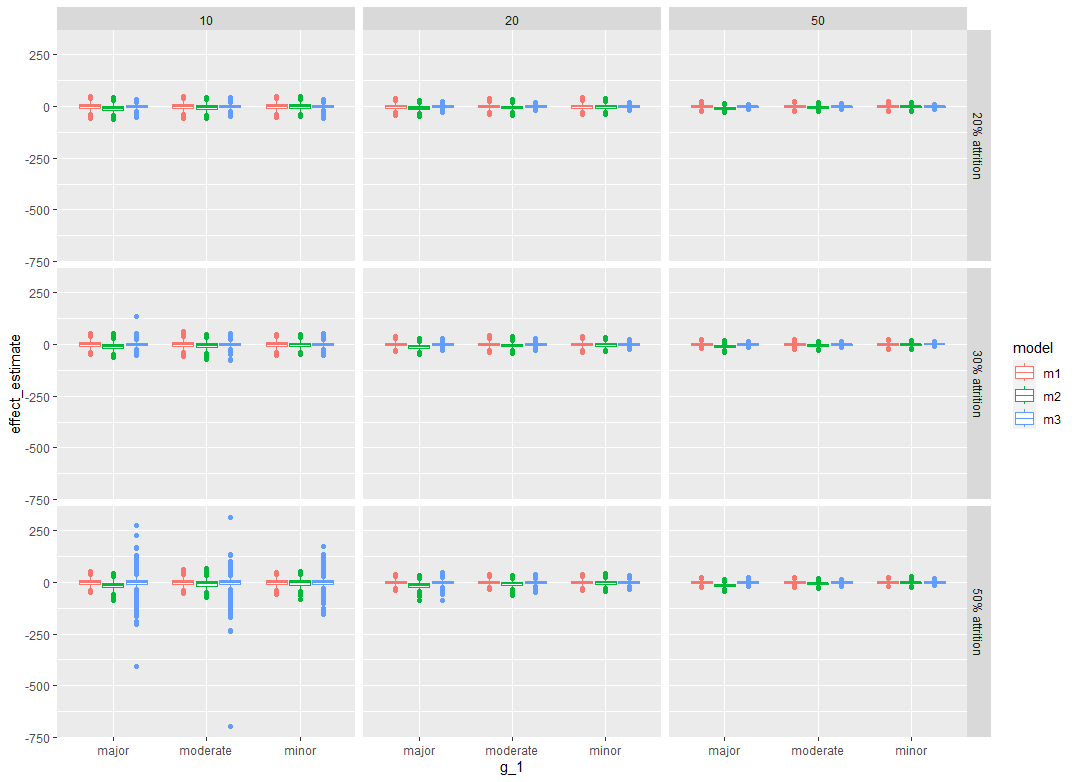 10 20 50
250
0
-250
-500
-750
20% attrition
250
0
-250
-500
-750
30% attrition
250
0
-250
-500
-750
50% attrition
effect_estimate
major moderate minor major moderate minor major moderate minor
g_1
model
m1
m2
m3